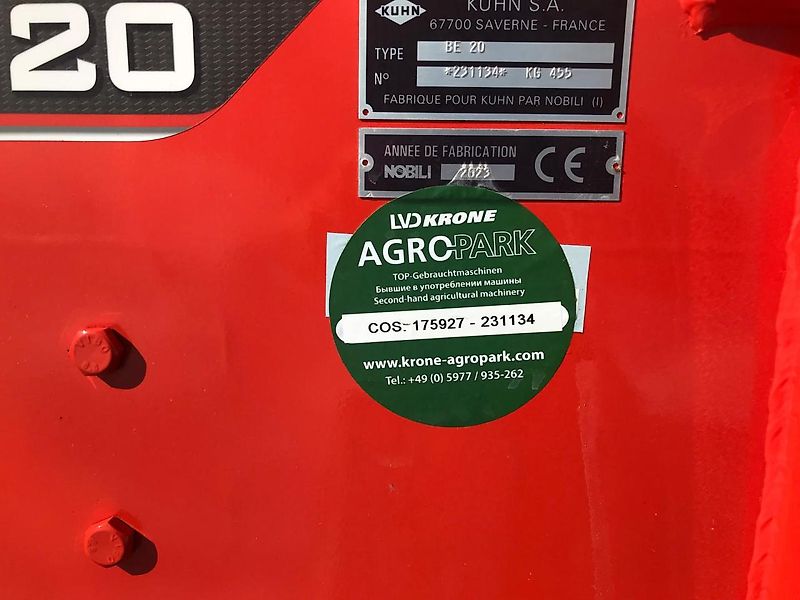 20
KUHN
KUHN S.A.
67700 SAVERNE - FRANCE
TYPE BE 20
N° *231134* KG 455
FABRIQUE POUR KUHN PAR NOBILI (I)
ANNEE DE FABRICATION
NOBILI 2023 CE
LVD KRONE
AGROPARK
TOP-Gebrauchtmaschinen
Бывшие в употреблении машины
Second-hand agricultural machinery
COS.- 175927 - 231134
www.krone-agropark.com
Tel.: +49 (0) 5977 / 935-262